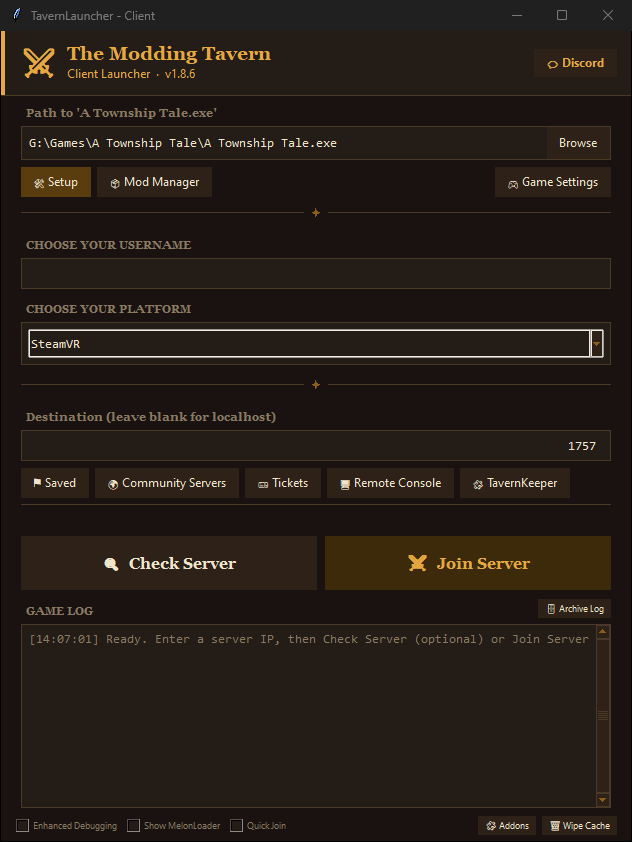 TavernLauncher - Client
The Modding Tavern
Client Launcher · v1.8.6
Discord
Path to 'A Township Tale.exe'
G:\Games\A Township Tale\A Township Tale.exe
Browse
Setup
Mod Manager
Game Settings
CHOOSE YOUR USERNAME
CHOOSE YOUR PLATFORM
SteamVR
Destination (leave blank for localhost)
1757
Saved
Community Servers
Tickets
Remote Console
TavernKeeper
Check Server
Join Server
GAME LOG
Archive Log
[14:07:01] Ready. Enter a server IP, then Check Server (optional) or Join Server
Enhanced Debugging
Show MelonLoader
Quick Join
Addons
Wipe Cache